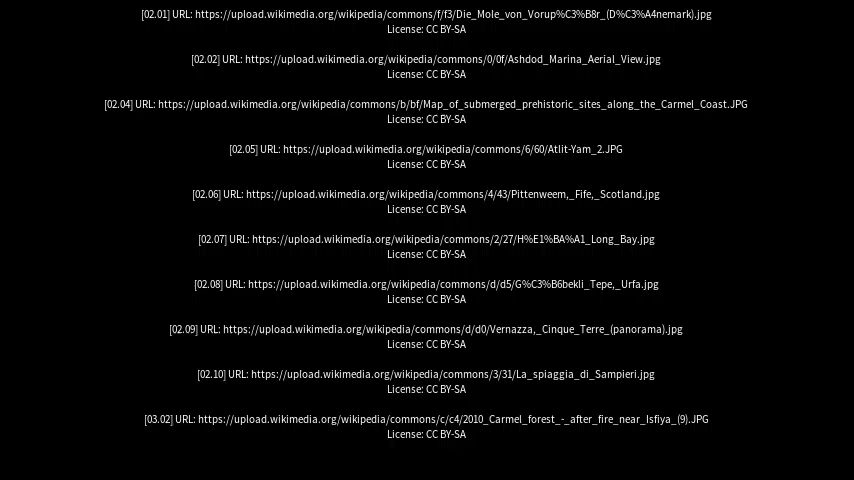 [02.01] URL: https://upload.wikimedia.org/wikipedia/commons/f/f3/Die_Mole_von_Vorup%C3%B8r_(D%C3%A4nemark).jpg
License: CC BY-SA
[02.02] URL: https://upload.wikimedia.org/wikipedia/commons/0/0f/Ashdod_Marina_Aerial_View.jpg
License: CC BY-SA
[02.04] URL: https://upload.wikimedia.org/wikipedia/commons/b/bf/Map_of_submerged_prehistoric_sites_along_the_Carmel_Coast.JPG
License: CC BY-SA
[02.05] URL: https://upload.wikimedia.org/wikipedia/commons/6/60/Atlit-Yam_2.JPG
License: CC BY-SA
[02.06] URL: https://upload.wikimedia.org/wikipedia/commons/4/43/Pittenweem,_Fife,_Scotland.jpg
License: CC BY-SA
[02.07] URL: https://upload.wikimedia.org/wikipedia/commons/2/27/H%E1%BA%A1_Long_Bay.jpg
License: CC BY-SA
[02.08] URL: https://upload.wikimedia.org/wikipedia/commons/d/d5/G%C3%B6bekli_Tepe,_Urfa.jpg
License: CC BY-SA
[02.09] URL: https://upload.wikimedia.org/wikipedia/commons/d/d0/Vernazza,_Cinque_Terre_(panorama).jpg
License: CC BY-SA
[02.10] URL: https://upload.wikimedia.org/wikipedia/commons/3/31/La_spiaggia_di_Sampieri.jpg
License: CC BY-SA
[03.02] URL: https://upload.wikimedia.org/wikipedia/commons/c/c4/2010_Carmel_forest_-_after_fire_near_Isfiya_(9).JPG
License: CC BY-SA